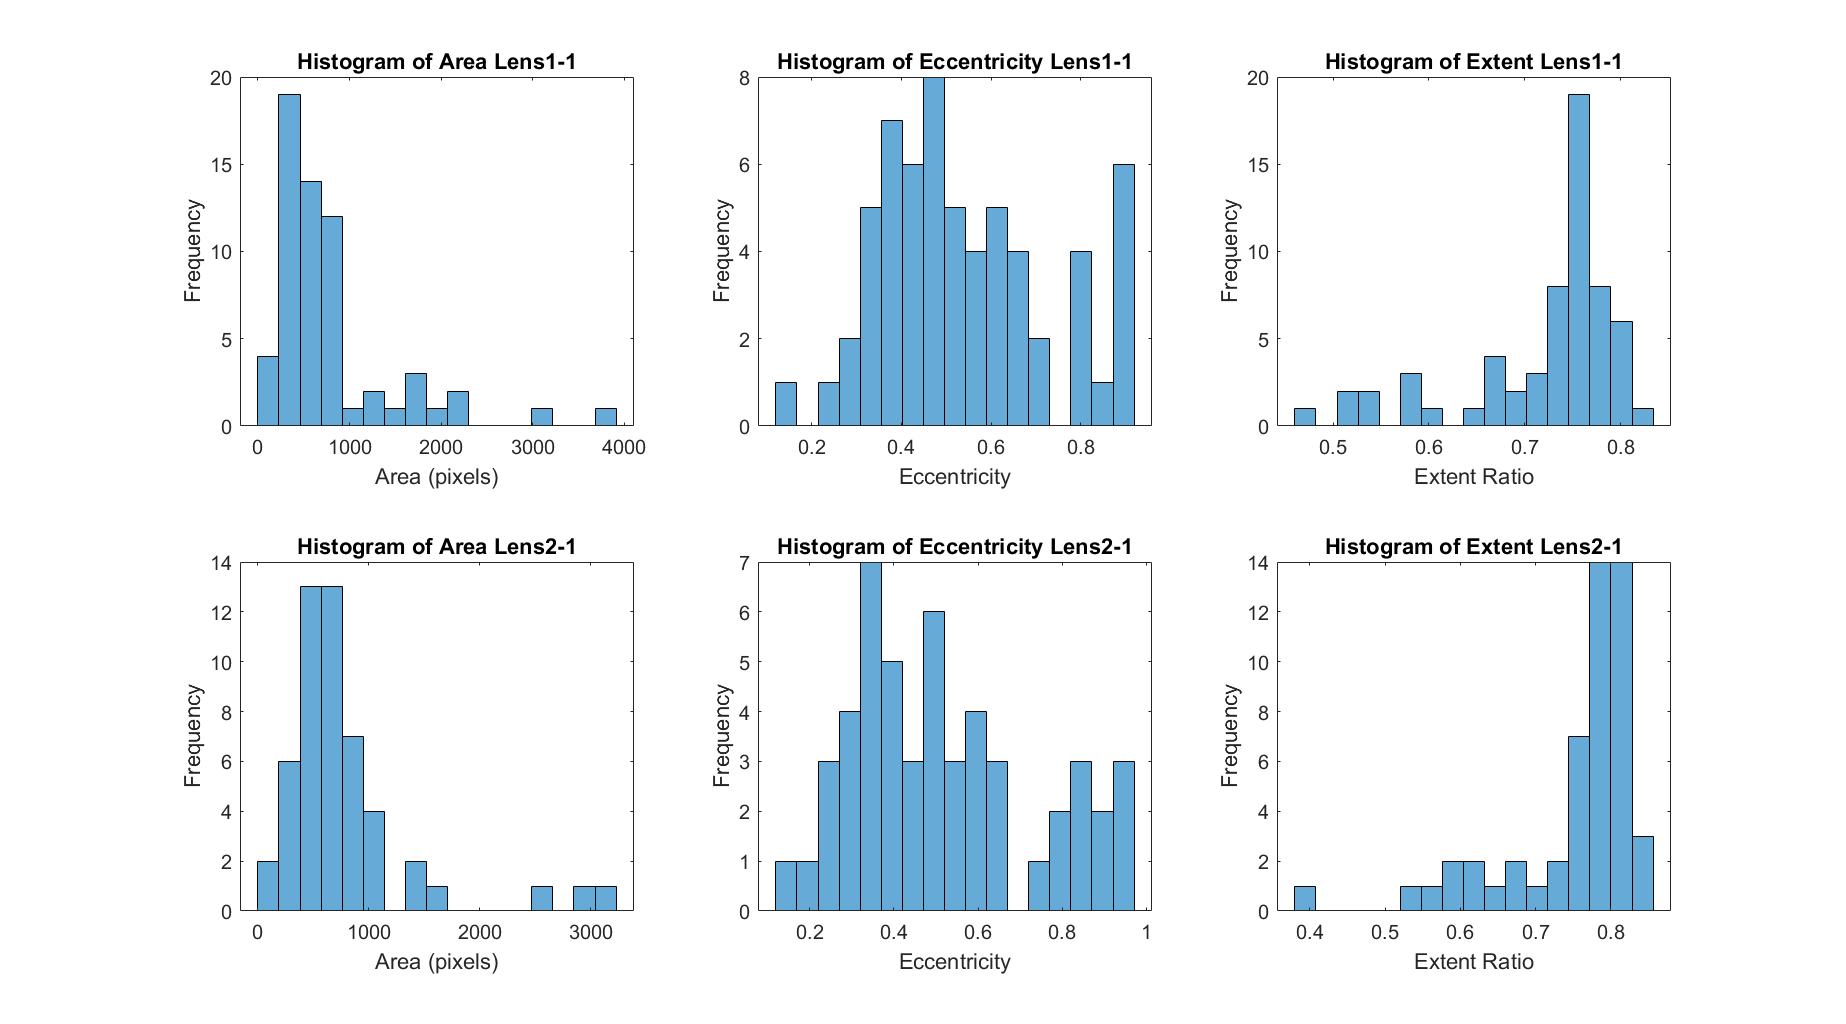 Histogram of Area Lens1-1
20
15
10
5
0
Frequency
0 1000 2000 3000 4000
Area (pixels)
Histogram of Eccentricity Lens1-1
8
6
4
2
0
Frequency
0.2 0.4 0.6 0.8
Eccentricity
Histogram of Extent Lens1-1
20
15
10
5
0
Frequency
0.5 0.6 0.7 0.8
Extent Ratio
Histogram of Area Lens2-1
14
12
10
8
6
4
2
0
Frequency
0 1000 2000 3000
Area (pixels)
Histogram of Eccentricity Lens2-1
7
6
5
4
3
2
1
0
Frequency
0.2 0.4 0.6 0.8 1
Eccentricity
Histogram of Extent Lens2-1
14
12
10
8
6
4
2
0
Frequency
0.4 0.5 0.6 0.7 0.8
Extent Ratio